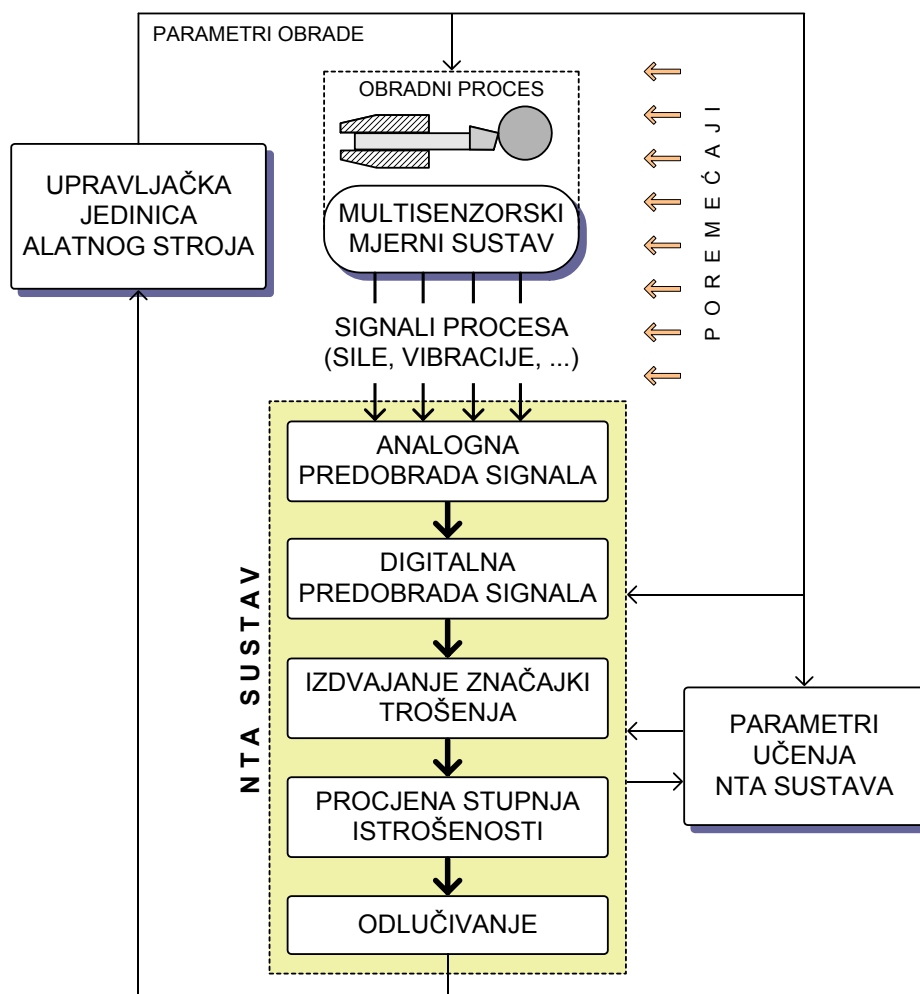 PARAMETRI OBRADE
OBRADNI PROCES
UPRAVLJAČKA
JEDINICA
ALATNOG STROJA
MULTISENZORSKI
MJERNI SUSTAV
POREMEĆAJI
SIGNALI PROCESA
(SILE, VIBRACIJE, ...)
NTA SUSTAV
ANALOGNA
PREDOBRADA SIGNALA
DIGITALNA
PREDOBRADA SIGNALA
IZDVAJANJE ZNAČAJKI
TROŠENJA
PROCJENA STUPNJA
ISTROŠENOSTI
ODLUČIVANJE
PARAMETRI
UČENJA
NTA SUSTAVA